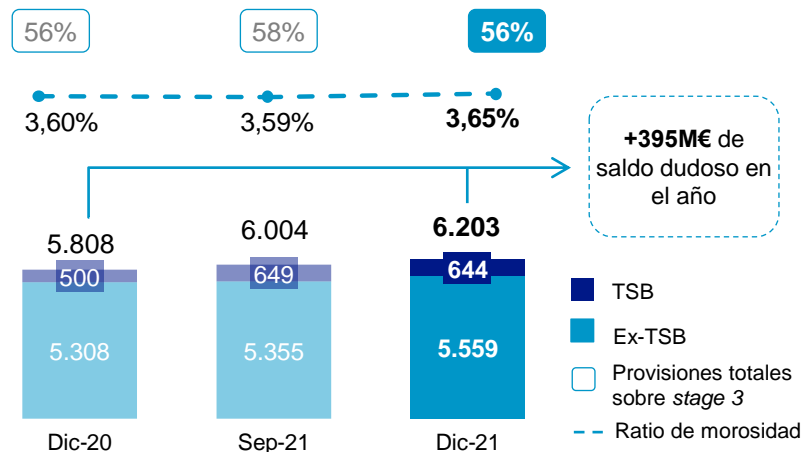 56%
58%
56%
3,60%
3,59%
3,65%
+395M€ de
saldo dudoso en
el año
5.808
6.004
6.203
500
649
644
5.308
5.355
5.559
Dic-20
Sep-21
Dic-21
TSB
Ex-TSB
Provisiones totales
sobre stage 3
Ratio de morosidad